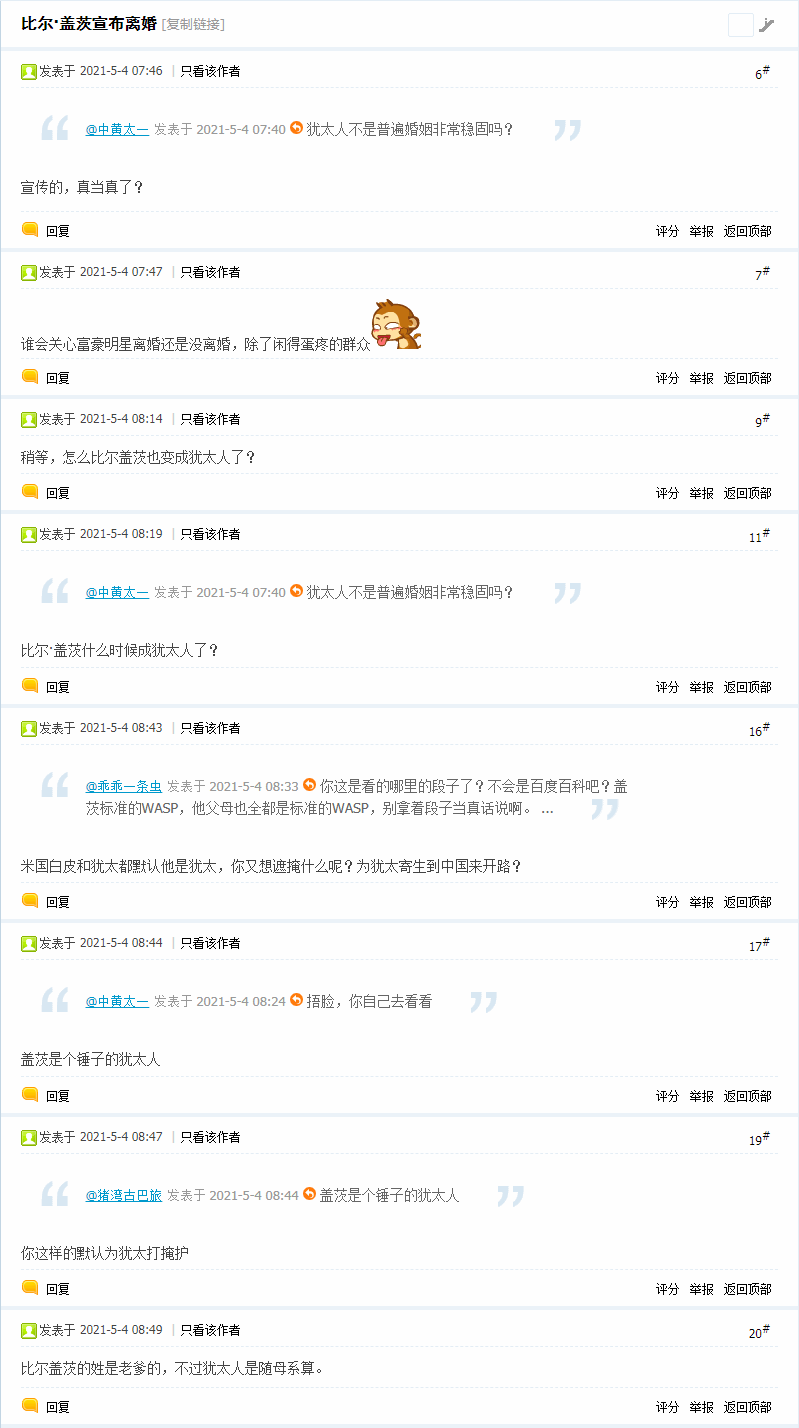 比尔·盖茨宣布离婚 [复制链接]
发表于 2021-5-4 07:46 | 只看该作者 6#
@中黄太一 发表于 2021-5-4 07:40 犹太人不是普遍婚姻非常稳固吗？
宣传的，真当真了？
回复 评分 举报 返回顶部
发表于 2021-5-4 07:47 | 只看该作者 7#
谁会关心富豪明星离婚还是没离婚，除了闲得蛋疼的群众
回复 评分 举报 返回顶部
发表于 2021-5-4 08:14 | 只看该作者 9#
稍等，怎么比尔盖茨也变成犹太人了？
回复 评分 举报 返回顶部
发表于 2021-5-4 08:19 | 只看该作者 11#
@中黄太一 发表于 2021-5-4 07:40 犹太人不是普遍婚姻非常稳固吗？
比尔·盖茨什么时候成犹太人了？
回复 评分 举报 返回顶部
发表于 2021-5-4 08:43 | 只看该作者 16#
@乖乖一条虫 发表于 2021-5-4 08:33 你这是看的哪里的段子了？不会是百度百科吧？盖
茨标准的WASP，他父母也全都是标准的WASP，别拿着段子当真话说啊。 ...
米国白皮和犹太都默认他是犹太，你又想遮掩什么呢？为犹太寄生到中国来开路？
回复 评分 举报 返回顶部
发表于 2021-5-4 08:44 | 只看该作者 17#
@中黄太一 发表于 2021-5-4 08:24 捂脸，你自己去看看
盖茨是个锤子的犹太人
回复 评分 举报 返回顶部
发表于 2021-5-4 08:47 | 只看该作者 19#
@猪湾古巴旅 发表于 2021-5-4 08:44 盖茨是个锤子的犹太人
你这样的默认为犹太打掩护
回复 评分 举报 返回顶部
发表于 2021-5-4 08:49 | 只看该作者 20#
比尔盖茨的姓是老爹的，不过犹太人是随母系算。
回复 评分 举报 返回顶部